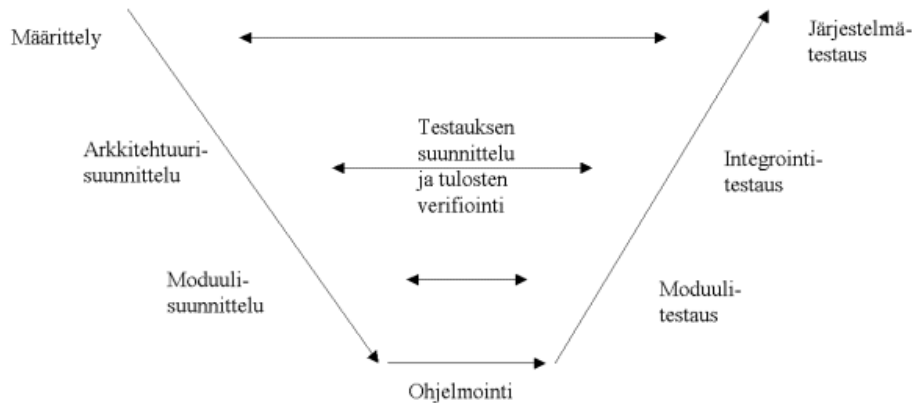 Määrittely
Järjestelmä-
testaus
Arkkitehtuuri-
suunnittelu
Testauksen
suunnittelu
ja tulosten
verifiointi
Integrointi-
testaus
Moduuli-
suunnittelu
Moduuli-
testaus
Ohjelmointi